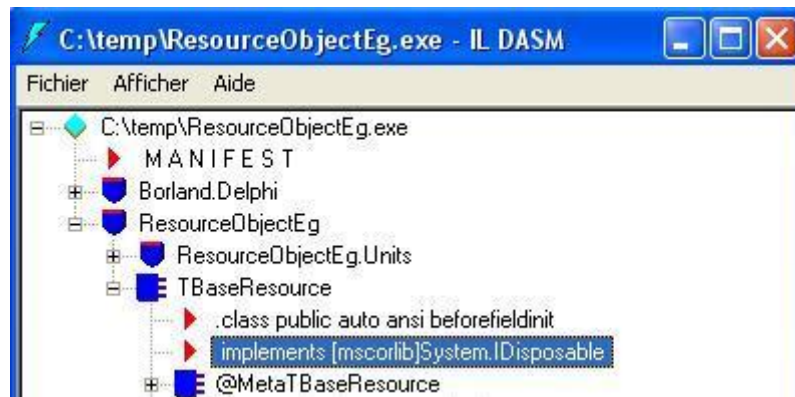 C:\temp\ResourceObjectEg.exe - IL DASM
Fichier Afficher Aide
C:\temp\ResourceObjectEg.exe
M A N I F E S T
Borland.Delphi
ResourceObjectEg
ResourceObjectEg.Units
TBaseResource
.class public auto ansi beforefieldinit
implements [mscorlib]System.IDisposable
@MetaTBaseResource